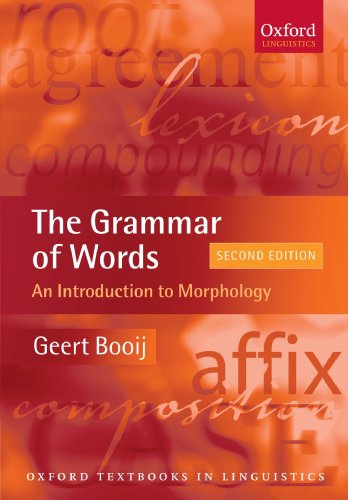 Oxford
LINGUISTICS
root
agreement
lexicon
compounding
The Grammar
of Words
SECOND EDITION
An Introduction to Morphology
Geert Booij
affix
composition
CASE
OXFORD TEXTBOOKS IN LINGUISTICS